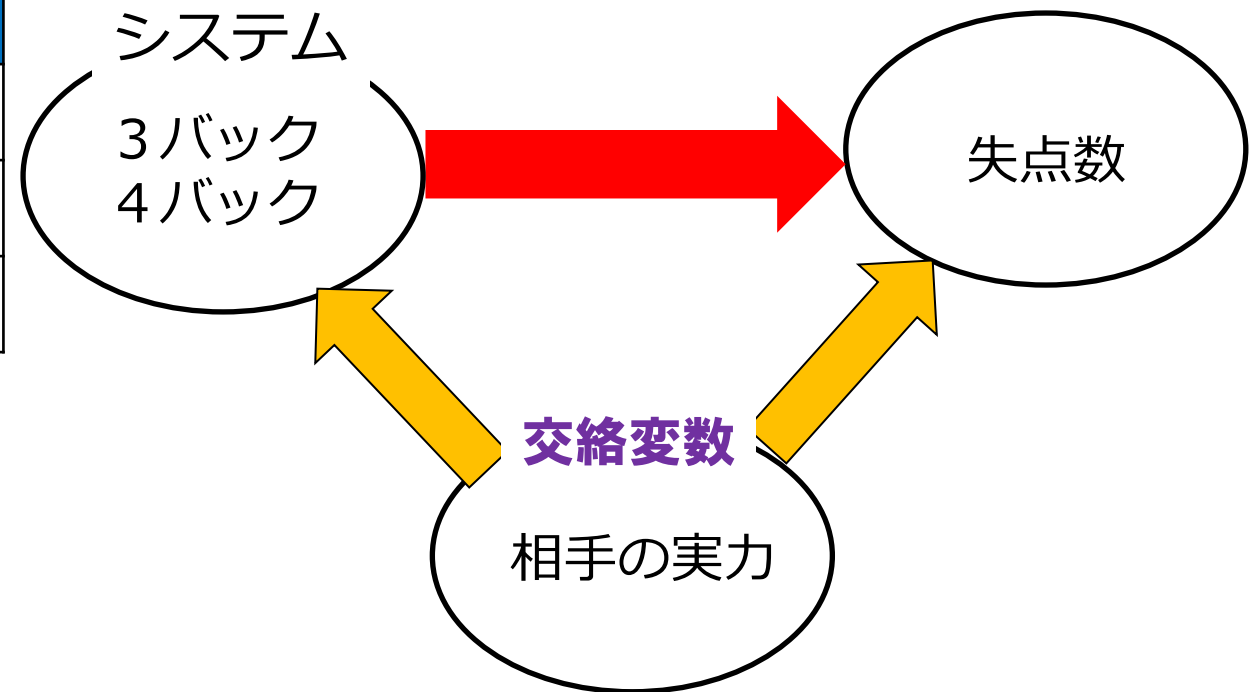 システム
３バック
４バック
失点数
交絡変数
相手の実力